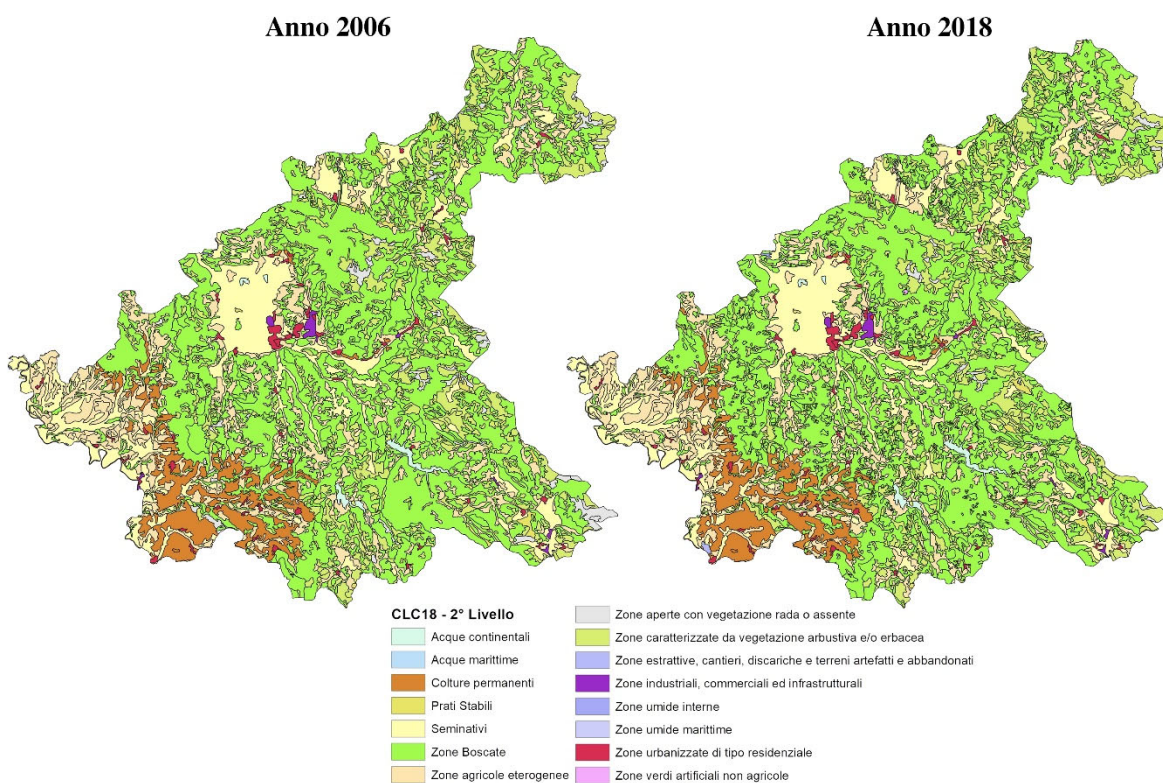 Anno 2006
Anno 2018
CLC18 - 2° Livello
Acque continentali
Acque marittime
Colture permanenti
Prati Stabili
Seminativi
Zone Boscate
Zone agricole eterogenee
Zone aperte con vegetazione rada o assente
Zone caratterizzate da vegetazione arbustiva e/o erbacea
Zone estrattive, cantieri, discariche e terreni artefatti e abbandonati
Zone industriali, commerciali ed infrastrutturali
Zone umide interne
Zone umide marittime
Zone urbanizzate di tipo residenziale
Zone verdi artificiali non agricole